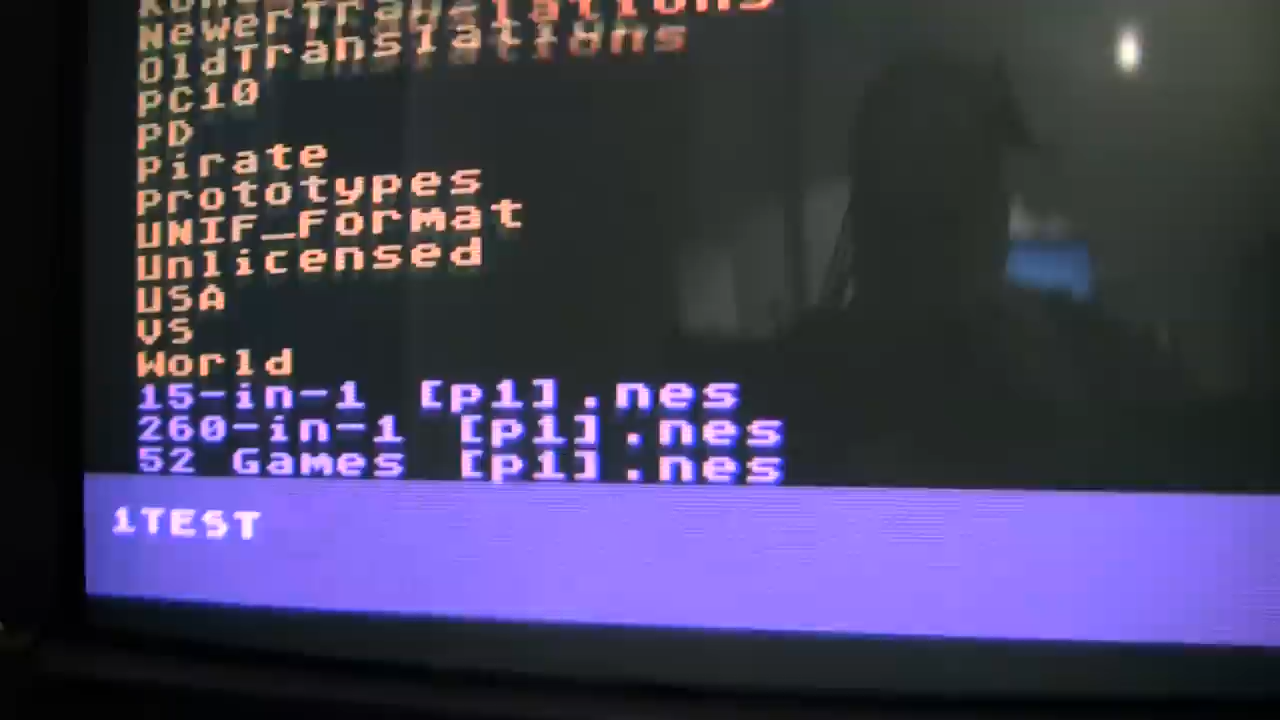 NewerTranslations
OldTranslations
PC10
PD
Pirate
Prototypes
UNIF_Format
Unlicensed
USA
VS
World
15-in-1 [p1].nes
260-in-1 [p1].nes
52 Games [p1].nes
1TEST